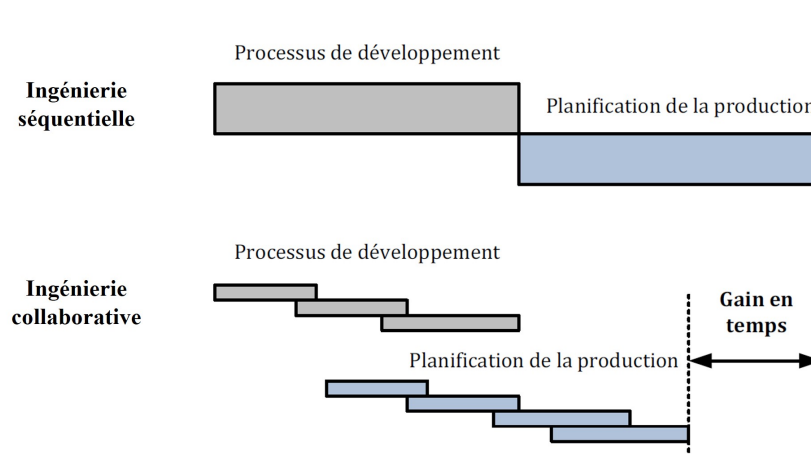 Processus de développement
Ingénierie
séquentielle
Planification de la production
Processus de développement
Ingénierie
collaborative
Gain en
temps
Planification de la production